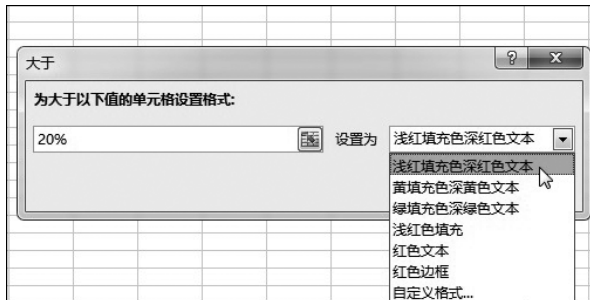 大于
为大于以下值的单元格设置格式:
20% 设置为 浅红填充色深红色文本
浅红填充色深红色文本
黄填充色深黄色文本
绿填充色深绿色文本
浅红色填充
红色文本
红色边框
自定义格式...